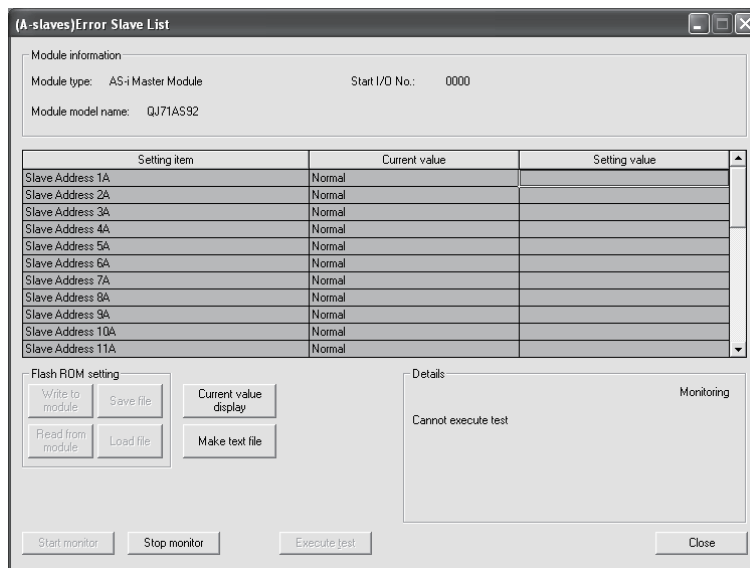 (A-slaves)Error Slave List
Module information
Module type: AS-i Master Module Start I/O No.: 0000
Module model name: QJ71AS92
Setting item Current value Setting value
Slave Address 1A Normal
Slave Address 2A Normal
Slave Address 3A Normal
Slave Address 4A Normal
Slave Address 5A Normal
Slave Address 6A Normal
Slave Address 7A Normal
Slave Address 8A Normal
Slave Address 9A Normal
Slave Address 10A Normal
Slave Address 11A Normal
Flash ROM setting
Write to
module
Save file
Current value
display
Read from
module
Load file
Make text file
Details
Monitoring
Cannot execute test
Start monitor Stop monitor Execute test Close